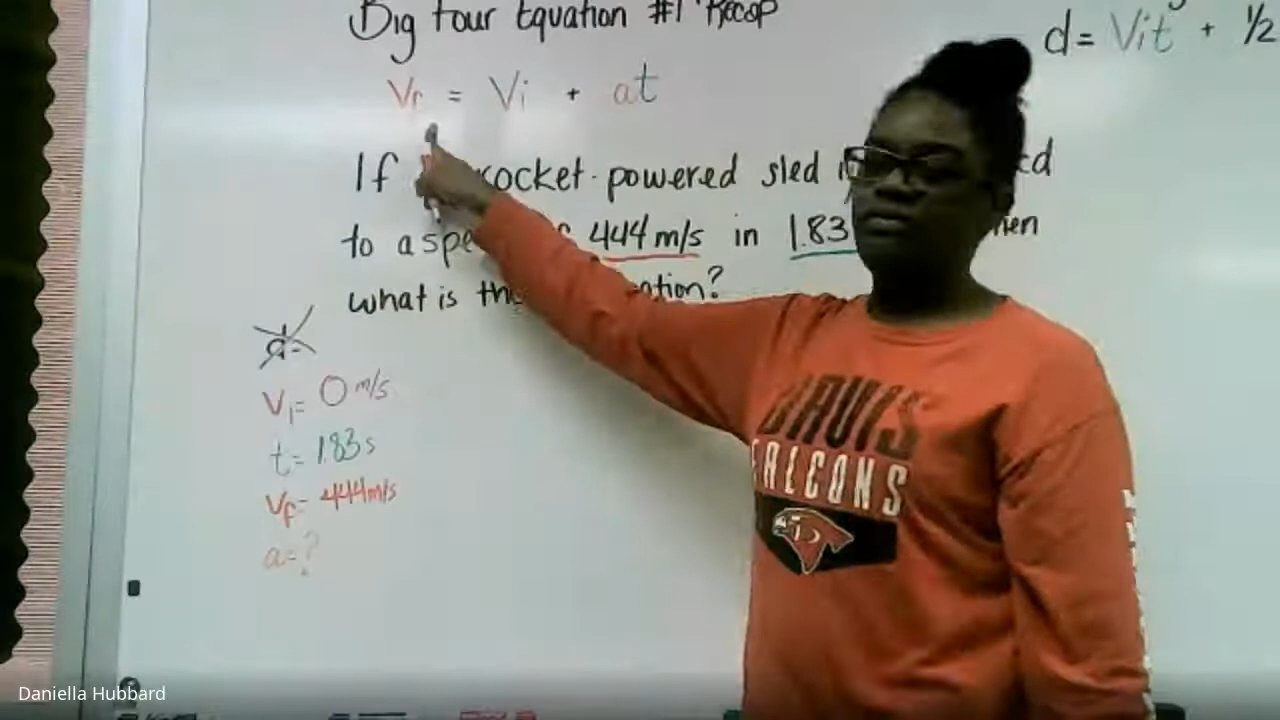 Big Four Equation #1 Recap
d = Vit + 1/2
Vf = Vi + at
If rocket-powered sled
to a 444 m/s in 1.83
what is
d=
Vi= 0 m/s
t= 1.83 s
Vf= 444 m/s
a=?
DAVIS
FALCONS
Daniella Hubbard